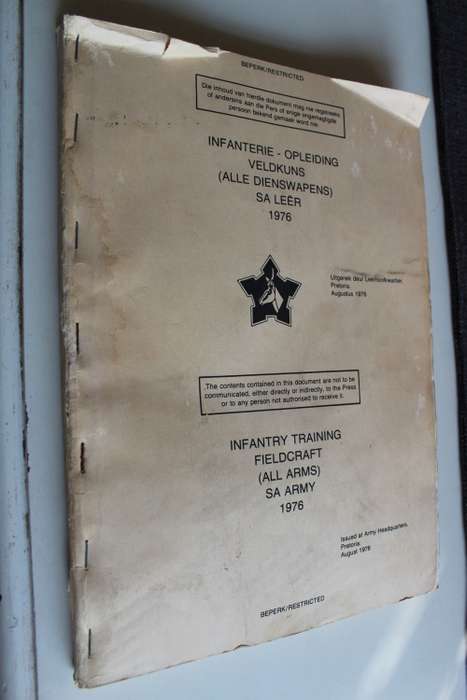 BEPERK/RESTRICTED
Die inhoud van hierdie dokument mag nie regstreeks
of andersins aan die Pers of enige ongemagtigde
persoon bekend gemaak word nie.
INFANTERIE - OPLEIDING
VELDKUNS
(ALLE DIENSWAPENS)
SA LEËR
1976
Uitgereik deur Leërhoofkwartier,
Pretoria.
Augustus 1976
The contents contained in this document are not to be
communicated, either directly or indirectly, to the Press
or to any person not authorised to receive it.
INFANTRY TRAINING
FIELDCRAFT
(ALL ARMS)
SA ARMY
1976
Issued at Army Headquarters,
Pretoria.
August 1976
BEPERK/RESTRICTED